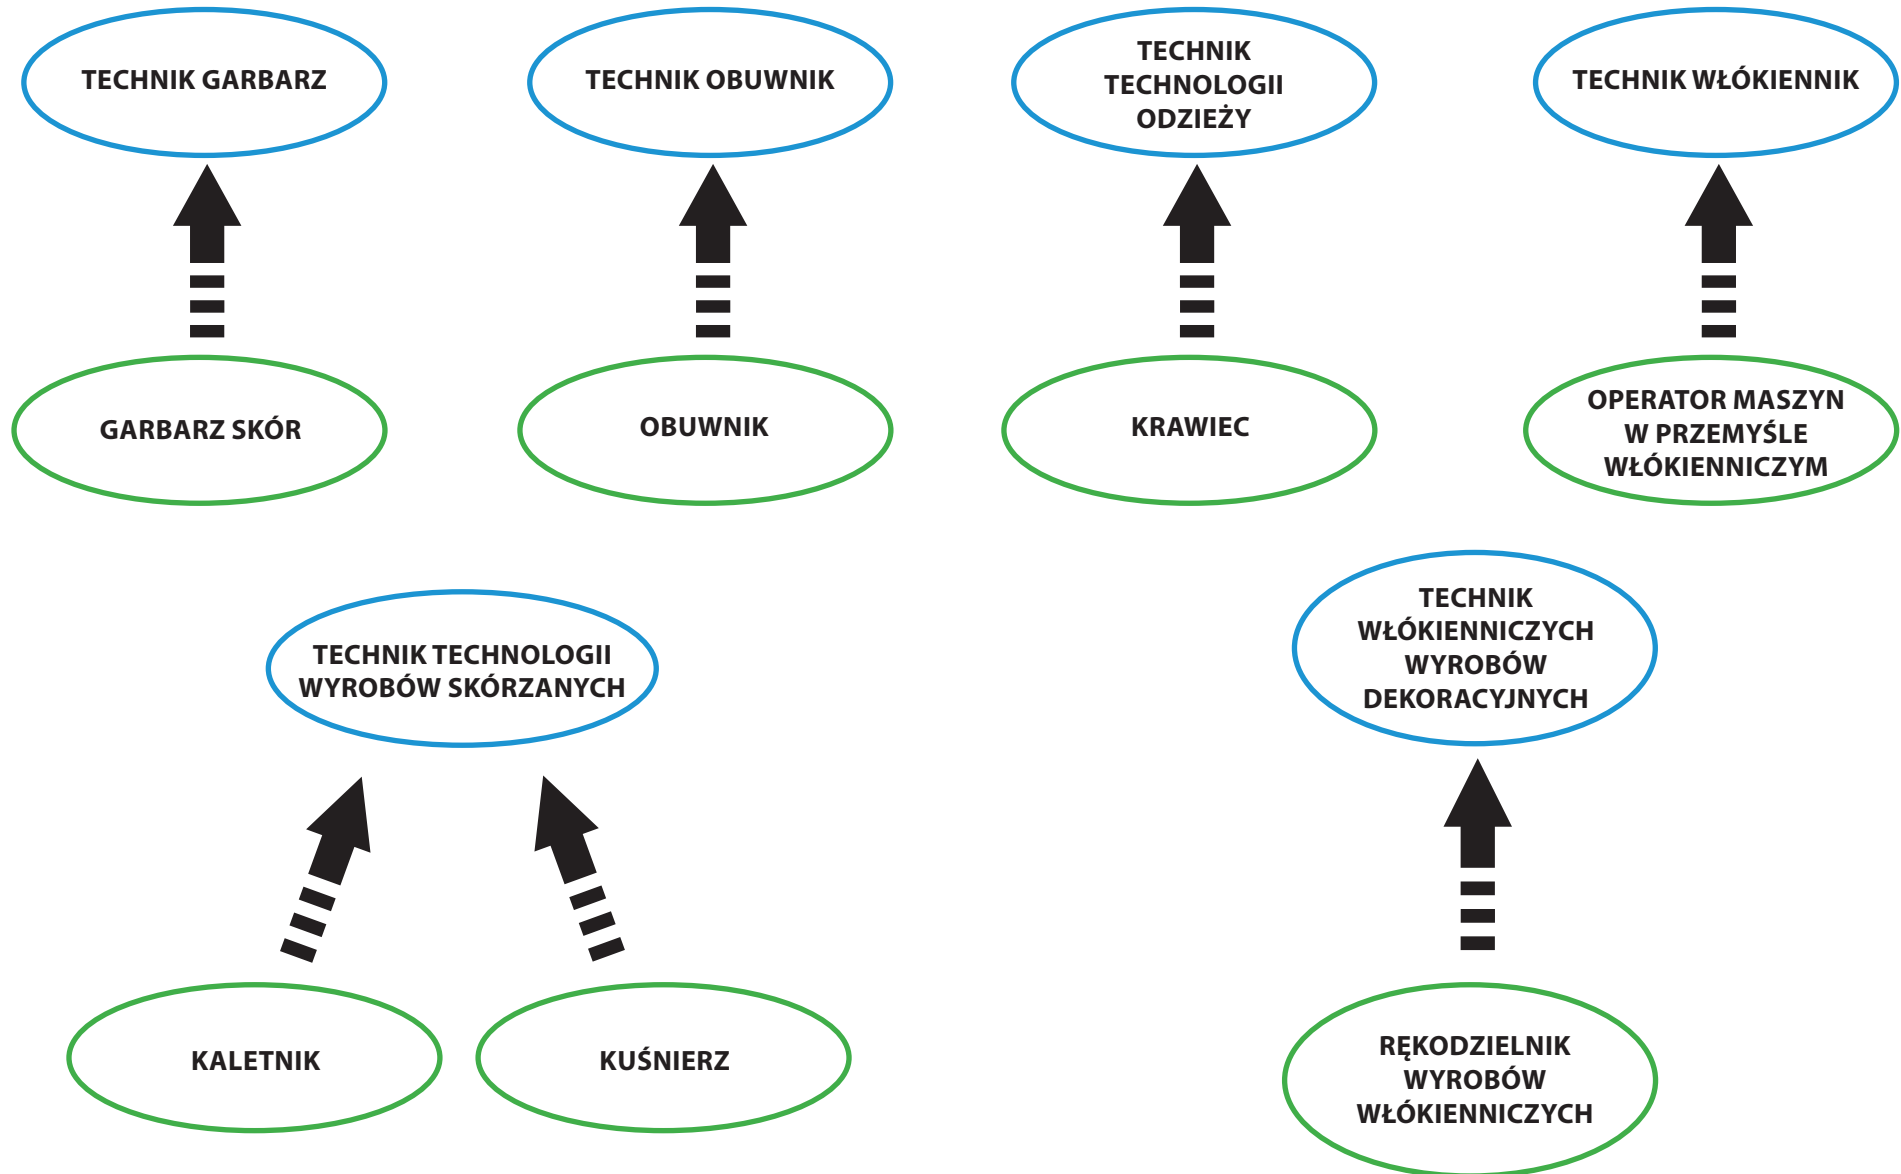 TECHNIK GARBARZ
TECHNIK OBUWNIK
TECHNIK
TECHNOLOGII
ODZIEŻY
TECHNIK WŁÓKIENNIK
GARBARZ SKÓR
OBUWNIK
KRAWIEC
OPERATOR MASZYN
W PRZEMYŚLE
WŁÓKIENNICZYM
TECHNIK TECHNOLOGII
WYROBÓW SKÓRZANYCH
TECHNIK
WŁÓKIENNICZYCH
WYROBÓW
DEKORACYJNYCH
KALETNIK
KUŚNIERZ
RĘKODZIELNIK
WYROBÓW
WŁÓKIENNICZYCH